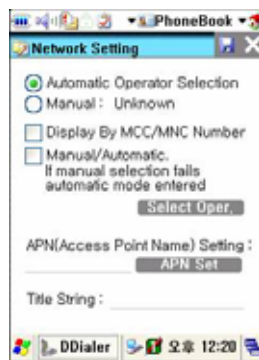 PhoneBook
Network Setting
Automatic Operator Selection
Manual : Unknown
Display By MCC/MNC Number
Manual/Automatic.
If manual selection fails
automatic mode entered
Select Oper.
APN(Access Point Name) Setting :
APN Set
Title String :
DDialer 오후 12:20